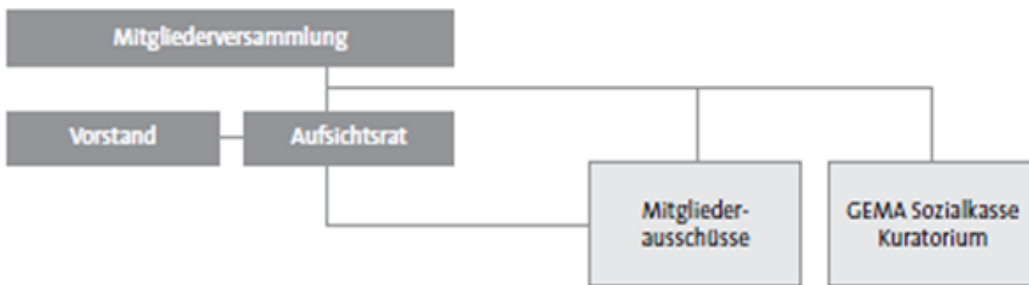 Mitgliederversammlung
Vorstand
Aufsichtsrat
Mitglieder-
ausschüsse
GEMA Sozialkasse
Kuratorium